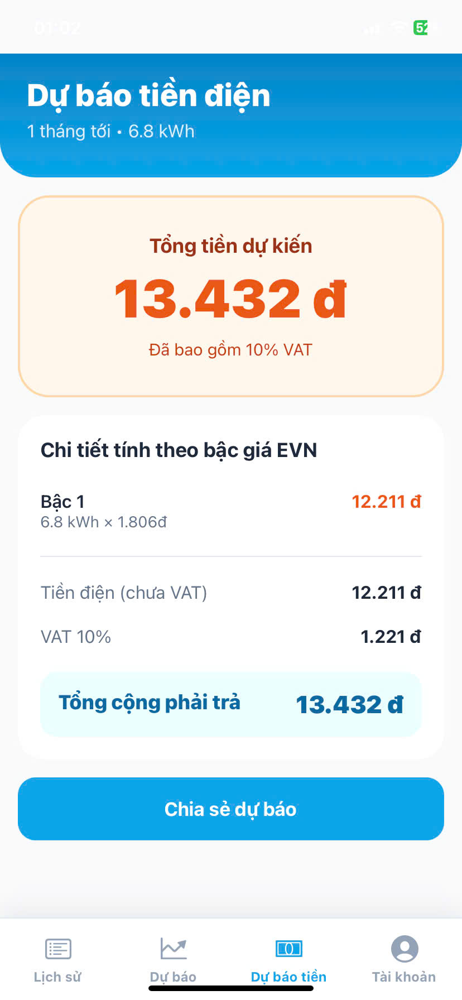 01:02
52
Dự báo tiền điện
1 tháng tới • 6.8 kWh
Tổng tiền dự kiến
13.432 đ
Đã bao gồm 10% VAT
Chi tiết tính theo bậc giá EVN
Bậc 1
12.211 đ
6.8 kWh × 1.806đ
Tiền điện (chưa VAT)
12.211 đ
VAT 10%
1.221 đ
Tổng cộng phải trả
13.432 đ
Chia sẻ dự báo
Lịch sử
Dự báo
Dự báo tiền
Tài khoản